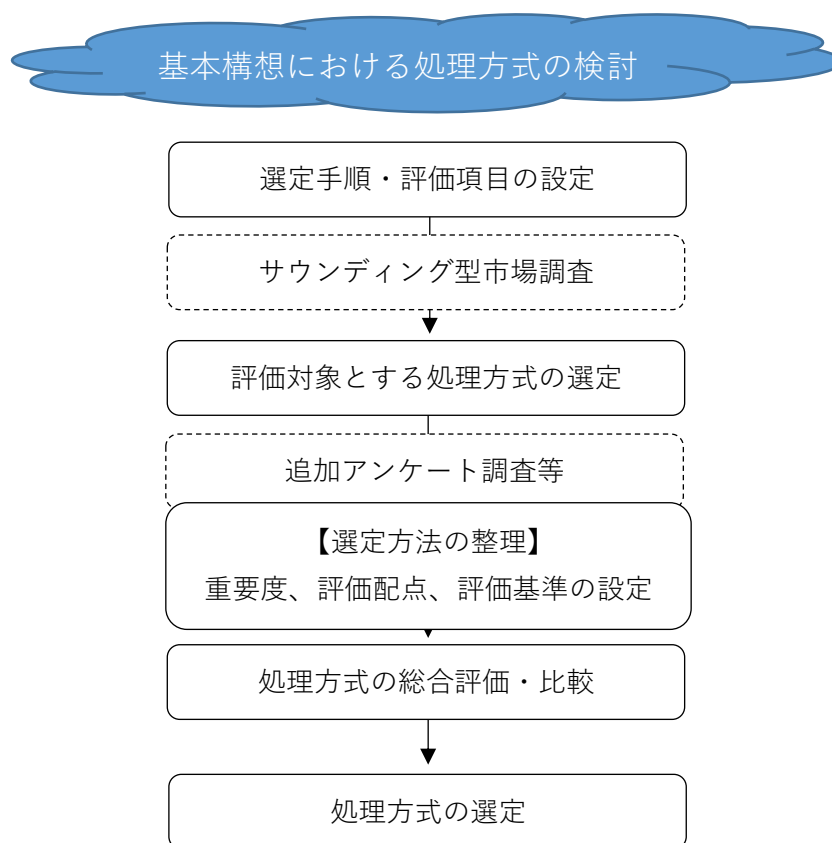 基本構想における処理方式の検討
選定手順・評価項目の設定
サウンディング型市場調査
評価対象とする処理方式の選定
追加アンケート調査等
【選定方法の整理】
重要度、評価配点、評価基準の設定
処理方式の総合評価・比較
処理方式の選定